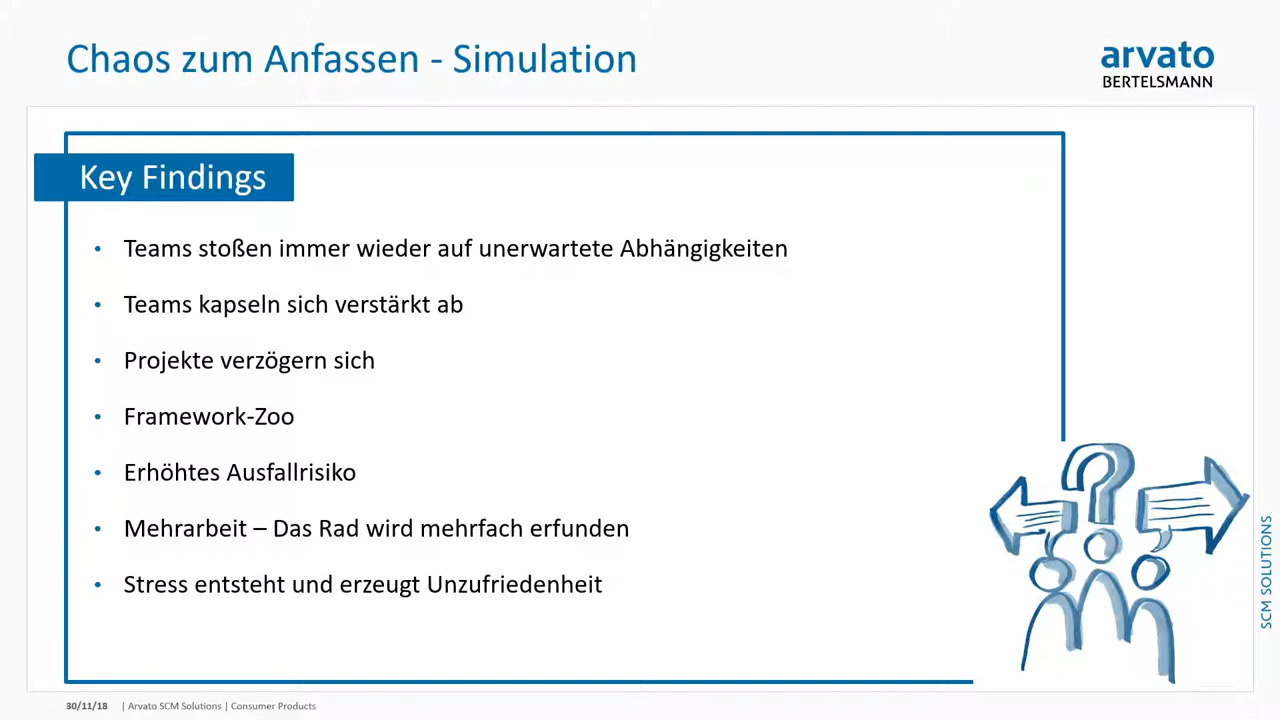 Chaos zum Anfassen - Simulation
arvato
BERTELSMANN
Key Findings
• Teams stoßen immer wieder auf unerwartete Abhängigkeiten
• Teams kapseln sich verstärkt ab
• Projekte verzögern sich
• Framework-Zoo
• Erhöhtes Ausfallrisiko
• Mehrarbeit – Das Rad wird mehrfach erfunden
• Stress entsteht und erzeugt Unzufriedenheit
?
SCM SOLUTIONS
30/11/18 | Arvato SCM Solutions | Consumer Products